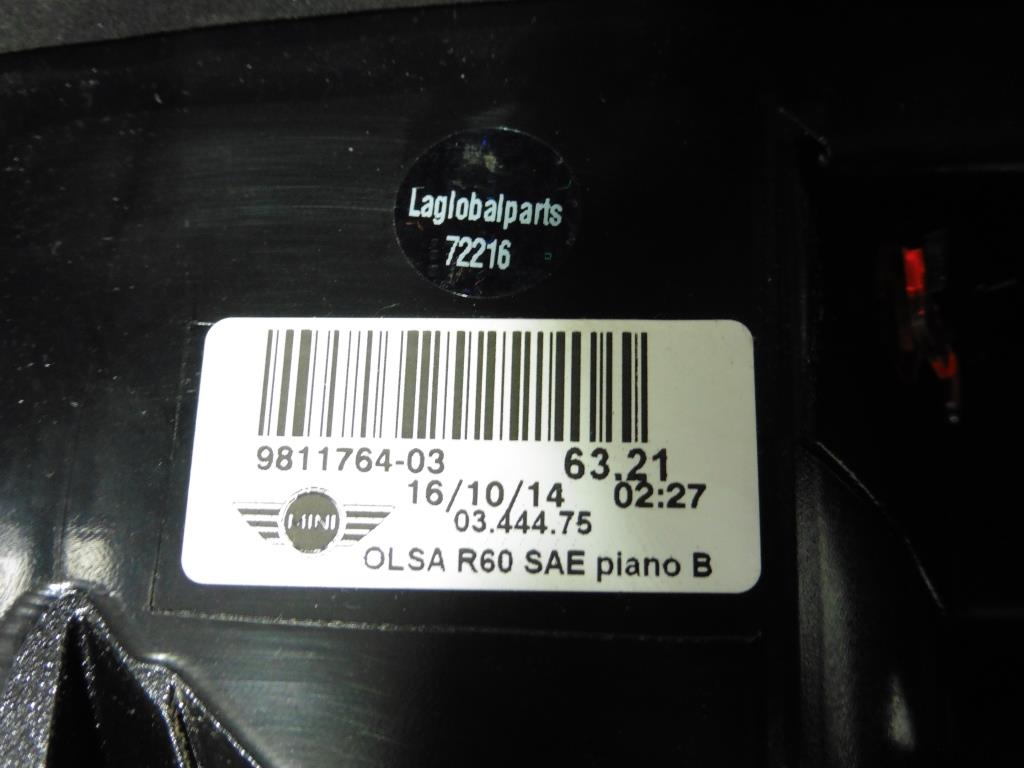 Laglobalparts
72216
9811764-03 63.21
16/10/14 02:27
MINI 03.444.75
OLSA R60 SAE piano B